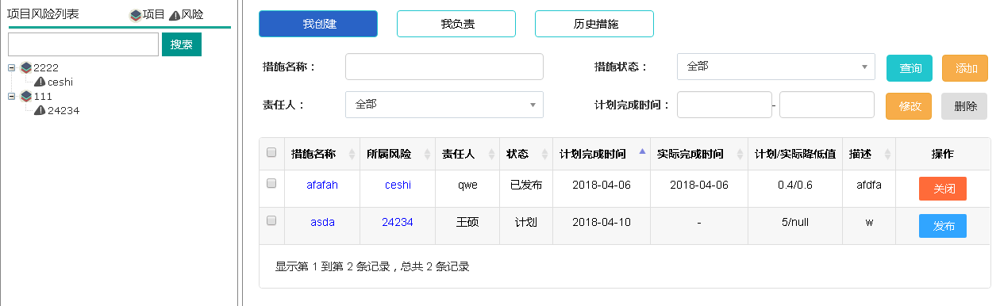 项目风险列表 项目 风险
搜索
2222
ceshi
111
24234
我创建 我负责 历史措施
措施名称： 措施状态： 全部 查询 添加
责任人： 全部 计划完成时间： - 修改 删除
措施名称 所属风险 责任人 状态 计划完成时间 实际完成时间 计划/实际降低值 描述 操作
afafah ceshi qwe 已发布 2018-04-06 2018-04-06 0.4/0.6 afdfa 关闭
asda 24234 王硕 计划 2018-04-10 - 5/null w 发布
显示第 1 到第 2 条记录，总共 2 条记录